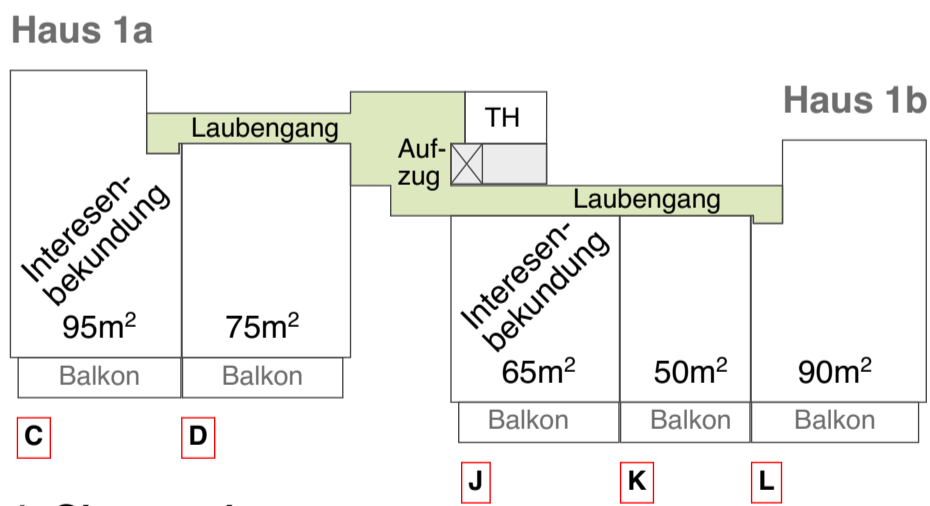 Haus 1a
Haus 1b
Laubengang
TH
Auf-
zug
Laubengang
Interesen-
bekundung
95m²
75m²
Interesen-
bekundung
65m²
50m²
90m²
Balkon
Balkon
Balkon
Balkon
Balkon
C
D
J
K
L